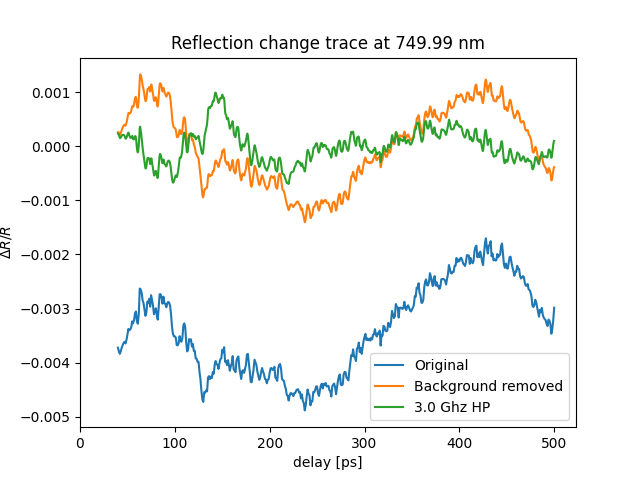 Reflection change trace at 749.99 nm
0.001
0.000
−0.001
−0.002
−0.003
−0.004
−0.005
ΔR/R
0
100
200
300
400
500
delay [ps]
Original
Background removed
3.0 Ghz HP